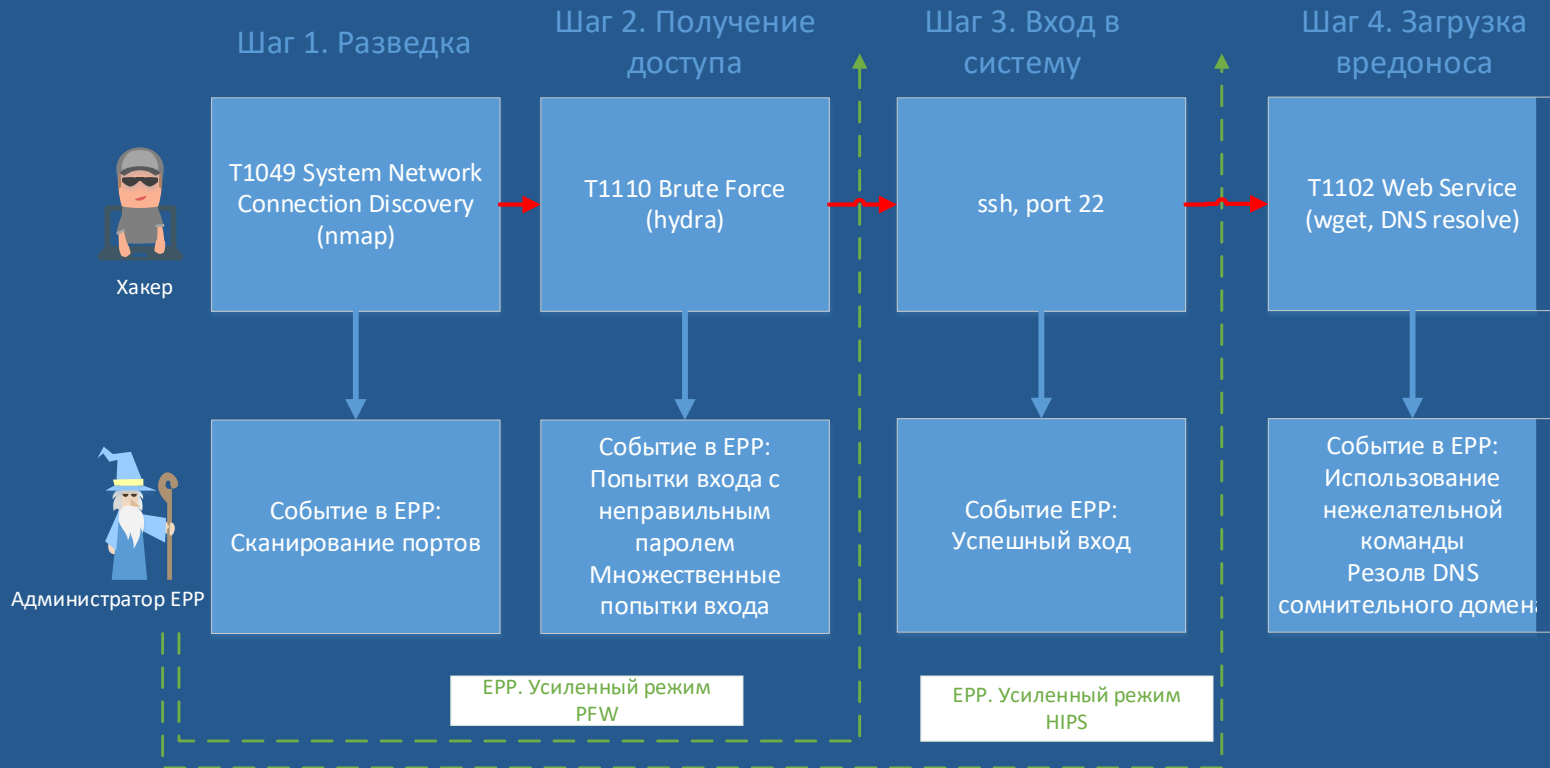 Шаг 1. Разведка
Шаг 2. Получение
доступа
Шаг 3. Вход в
систему
Шаг 4. Загрузка
вредоноса
Хакер
T1049 System Network
Connection Discovery
(nmap)
T1110 Brute Force
(hydra)
ssh, port 22
T1102 Web Service
(wget, DNS resolve)
Администратор EPP
Событие в EPP:
Сканирование портов
Событие в EPP:
Попытки входа с
неправильным
паролем
Множественные
попытки входа
Событие EPP:
Успешный вход
Событие в EPP:
Использование
нежелательной
команды
Резолв DNS
сомнительного домена
EPP. Усиленный режим
PFW
EPP. Усиленный режим
HIPS